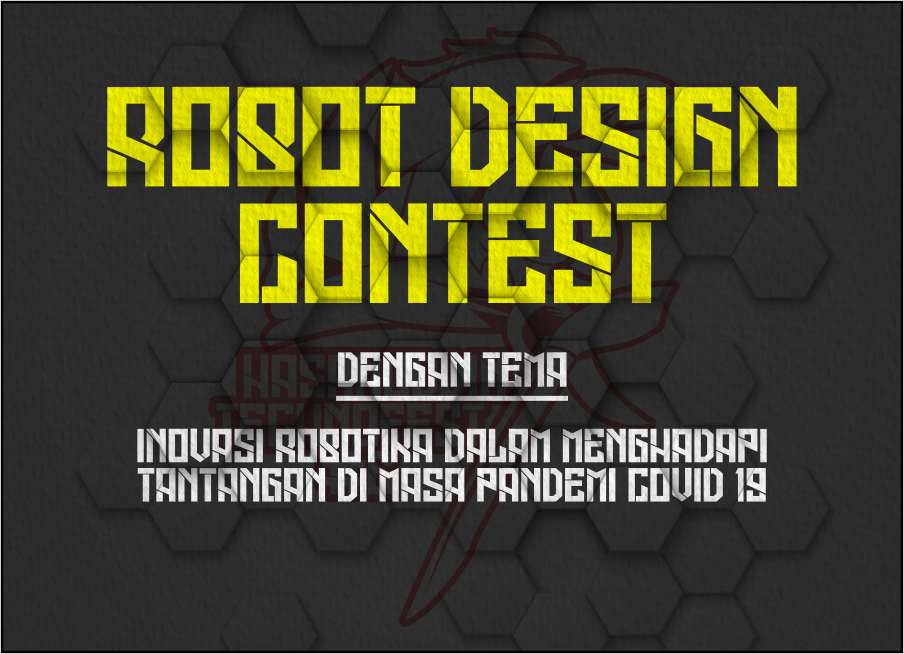 ROBOT DESIGN
CONTEST
DENGAN TEMA
INOVASI ROBOTIKA DALAM MENGHADAPI
TANTANGAN DI MASA PANDEMI COVID 19